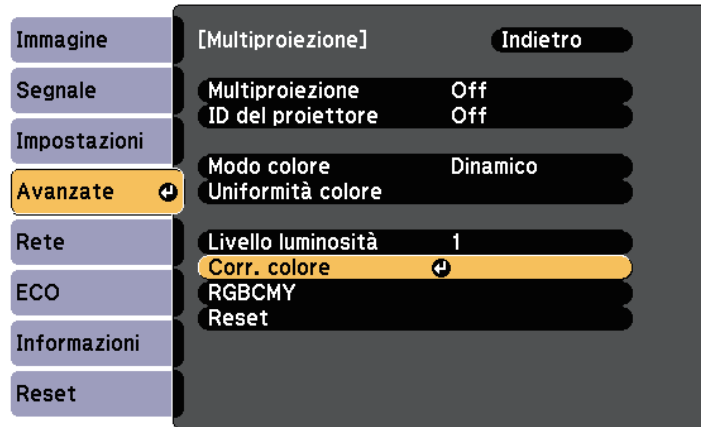 Immagine
Segnale
Impostazioni
Avanzate
Rete
ECO
Informazioni
Reset
[Multiproiezione] Indietro
Multiproiezione Off
ID del proiettore Off
Modo colore Dinamico
Uniformità colore
Livello luminosità 1
Corr. colore
RGBCMY
Reset